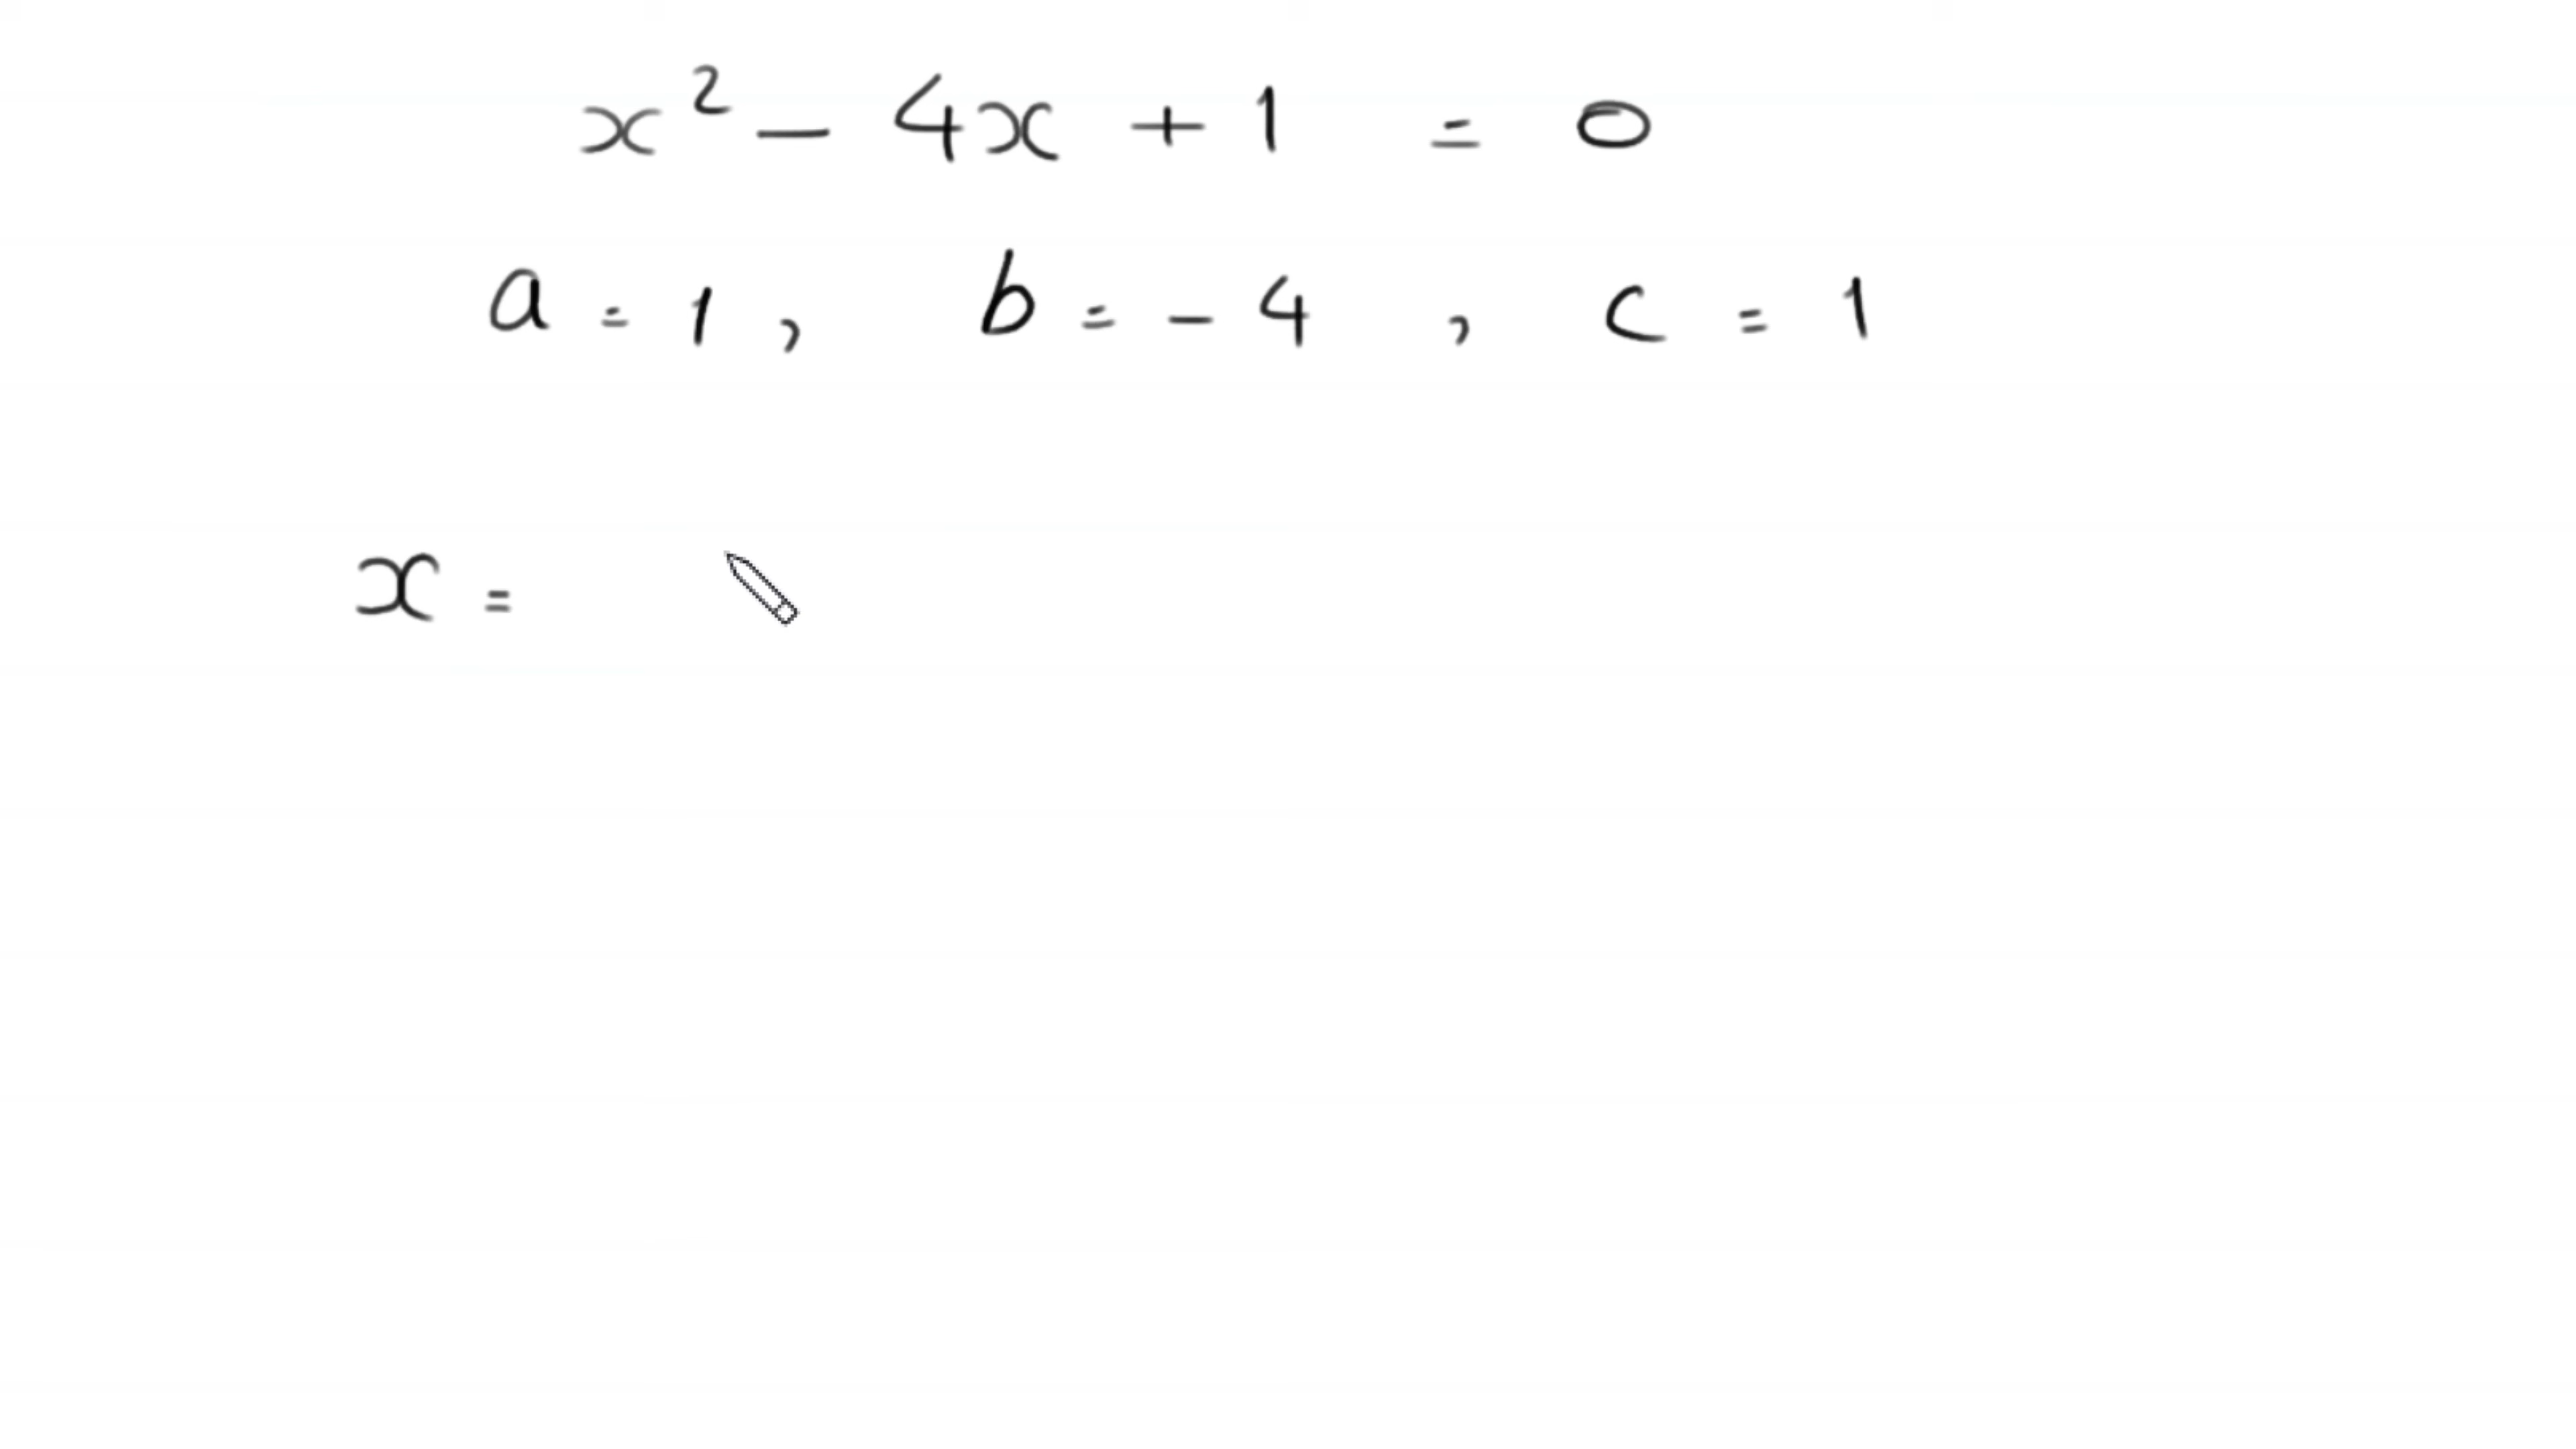 x² - 4x + 1 = 0
a = 1 , b = - 4 , c = 1
x =